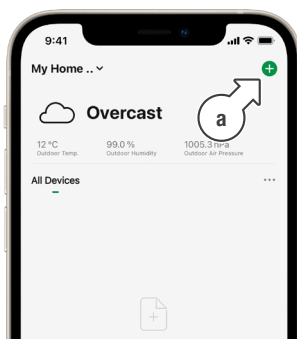 9:41
My Home ..
Overcast
a
12 °C 99.0 % 1005.3 hPa
Outdoor Temp. Outdoor Humidity Outdoor Air Pressure
All Devices